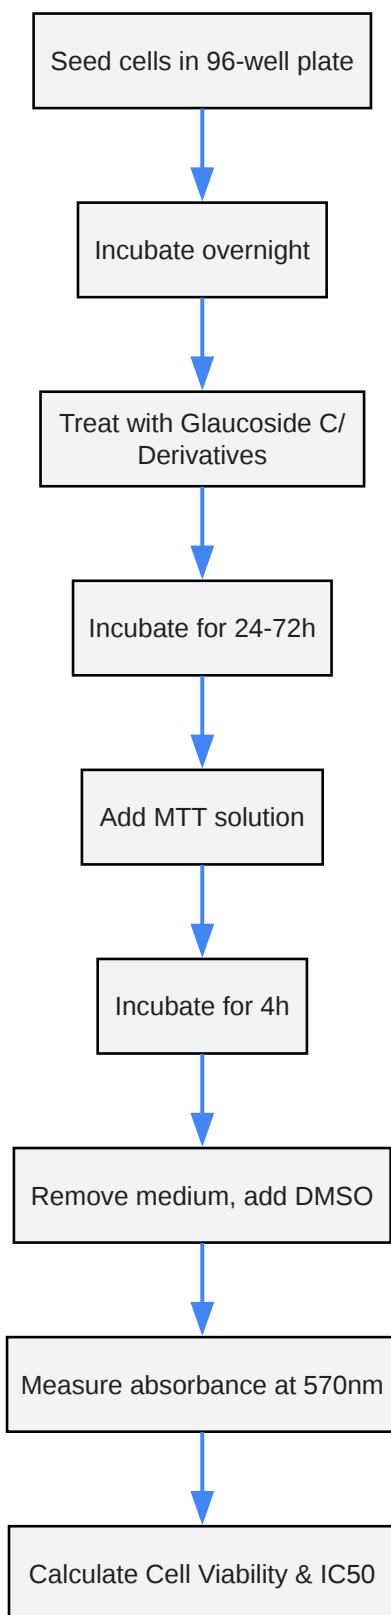 Seed cells in 96-well plate
Incubate overnight
Treat with Glaucoside C/
Derivatives
Incubate for 24-72h
Add MTT solution
Incubate for 4h
Remove medium, add DMSO
Measure absorbance at 570nm
Calculate Cell Viability & IC50